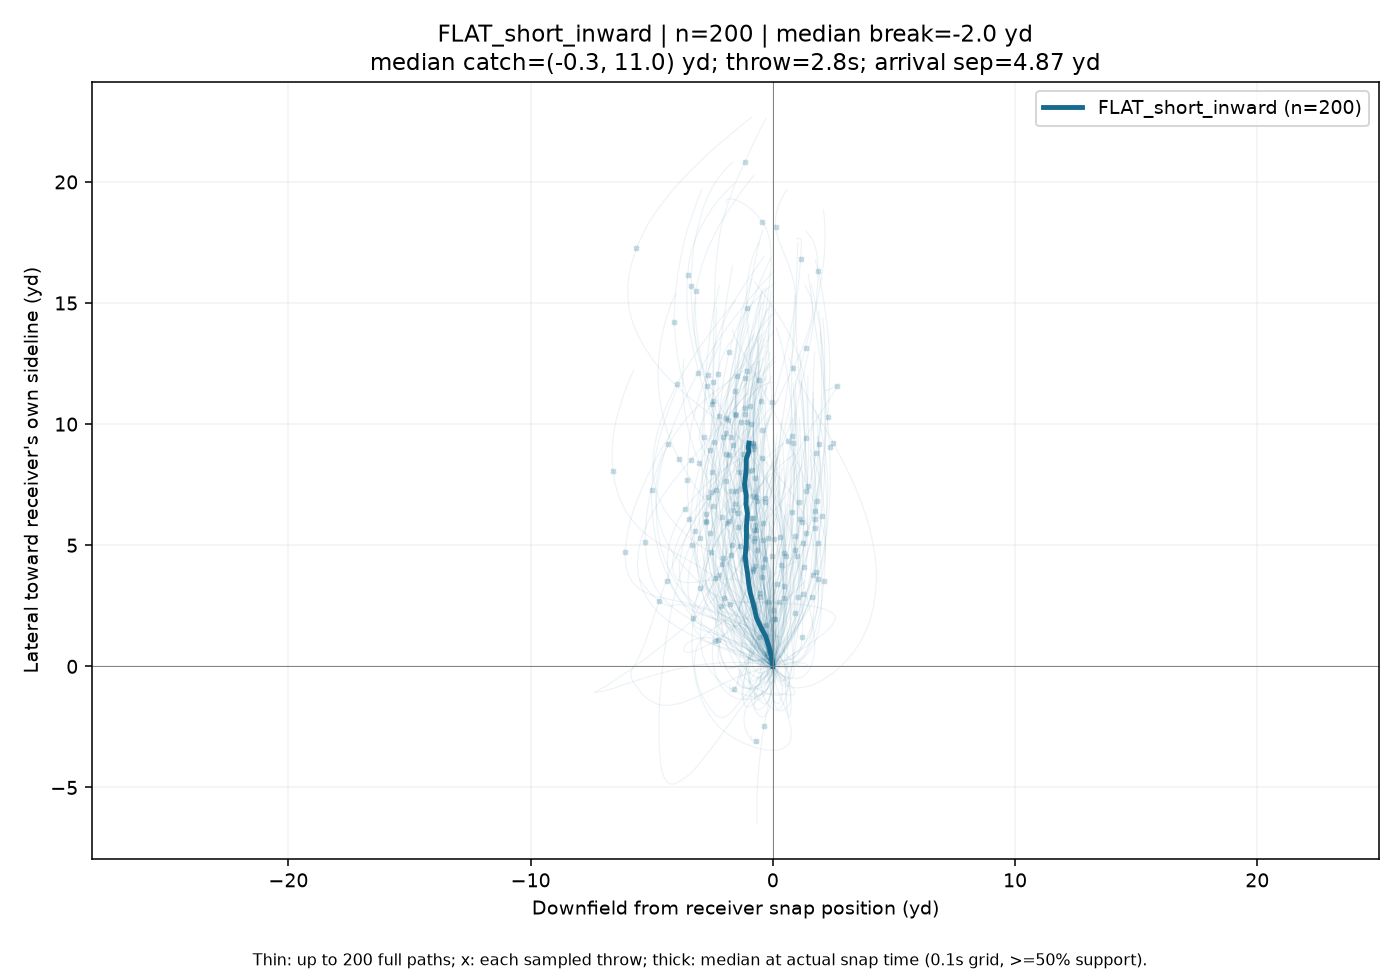 FLAT_short_inward | n=200 | median break=-2.0 yd
median catch=(-0.3, 11.0) yd; throw=2.8s; arrival sep=4.87 yd
FLAT_short_inward (n=200)
Lateral toward receiver's own sideline (yd)
20
15
10
5
0
−5
−20
−10
0
10
20
Downfield from receiver snap position (yd)
Thin: up to 200 full paths; x: each sampled throw; thick: median at actual snap time (0.1s grid, >=50% support).